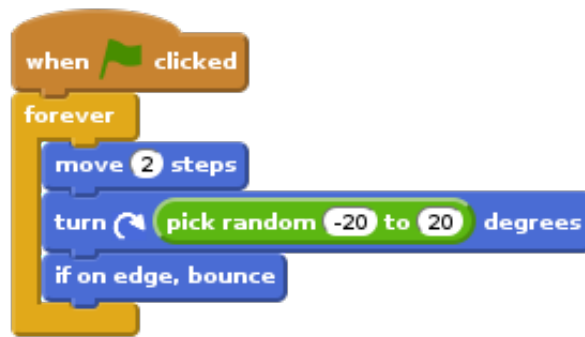 when clicked
forever
move 2 steps
turn pick random -20 to 20 degrees
if on edge, bounce